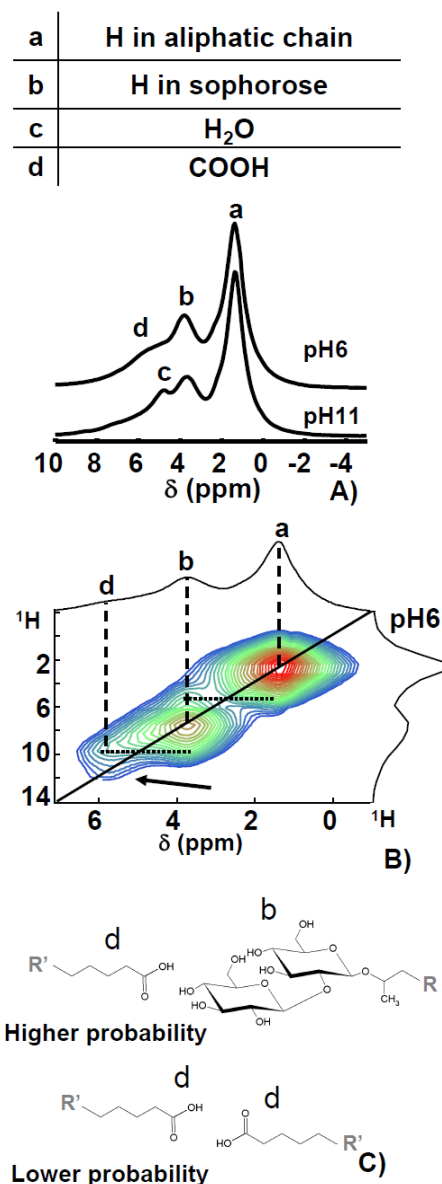 a H in aliphatic chain
b H in sophorose
c H₂O
d COOH
a
b
d
c
pH6
pH11
10 8 6 4 2 0 -2 -4
δ (ppm)
A)
a
b
d
¹H
pH6
2
6
10
14
6 4 2 0 ¹H
δ (ppm)
B)
d
b
R'
OH
O
OH
HO
HO
OH
O
O
R
CH₃
OH
O
HO
HO
OH
O
O
Higher probability
d
d
R'
OH
O
O
HO
R'
Lower probability
C)